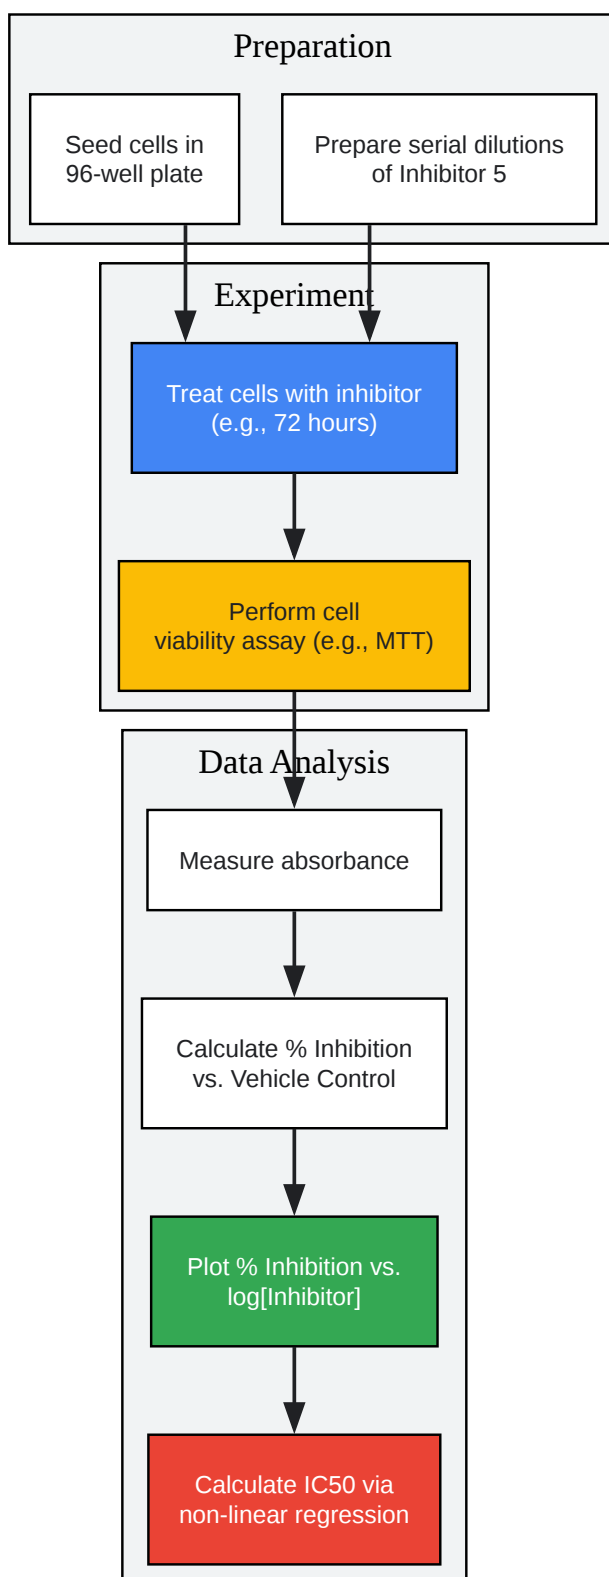 Preparation
Seed cells in
96-well plate
Prepare serial dilutions
of Inhibitor 5
Experiment
Treat cells with inhibitor
(e.g., 72 hours)
Perform cell
viability assay (e.g., MTT)
Data Analysis
Measure absorbance
Calculate % Inhibition
vs. Vehicle Control
Plot % Inhibition vs.
log[Inhibitor]
Calculate IC50 via
non-linear regression